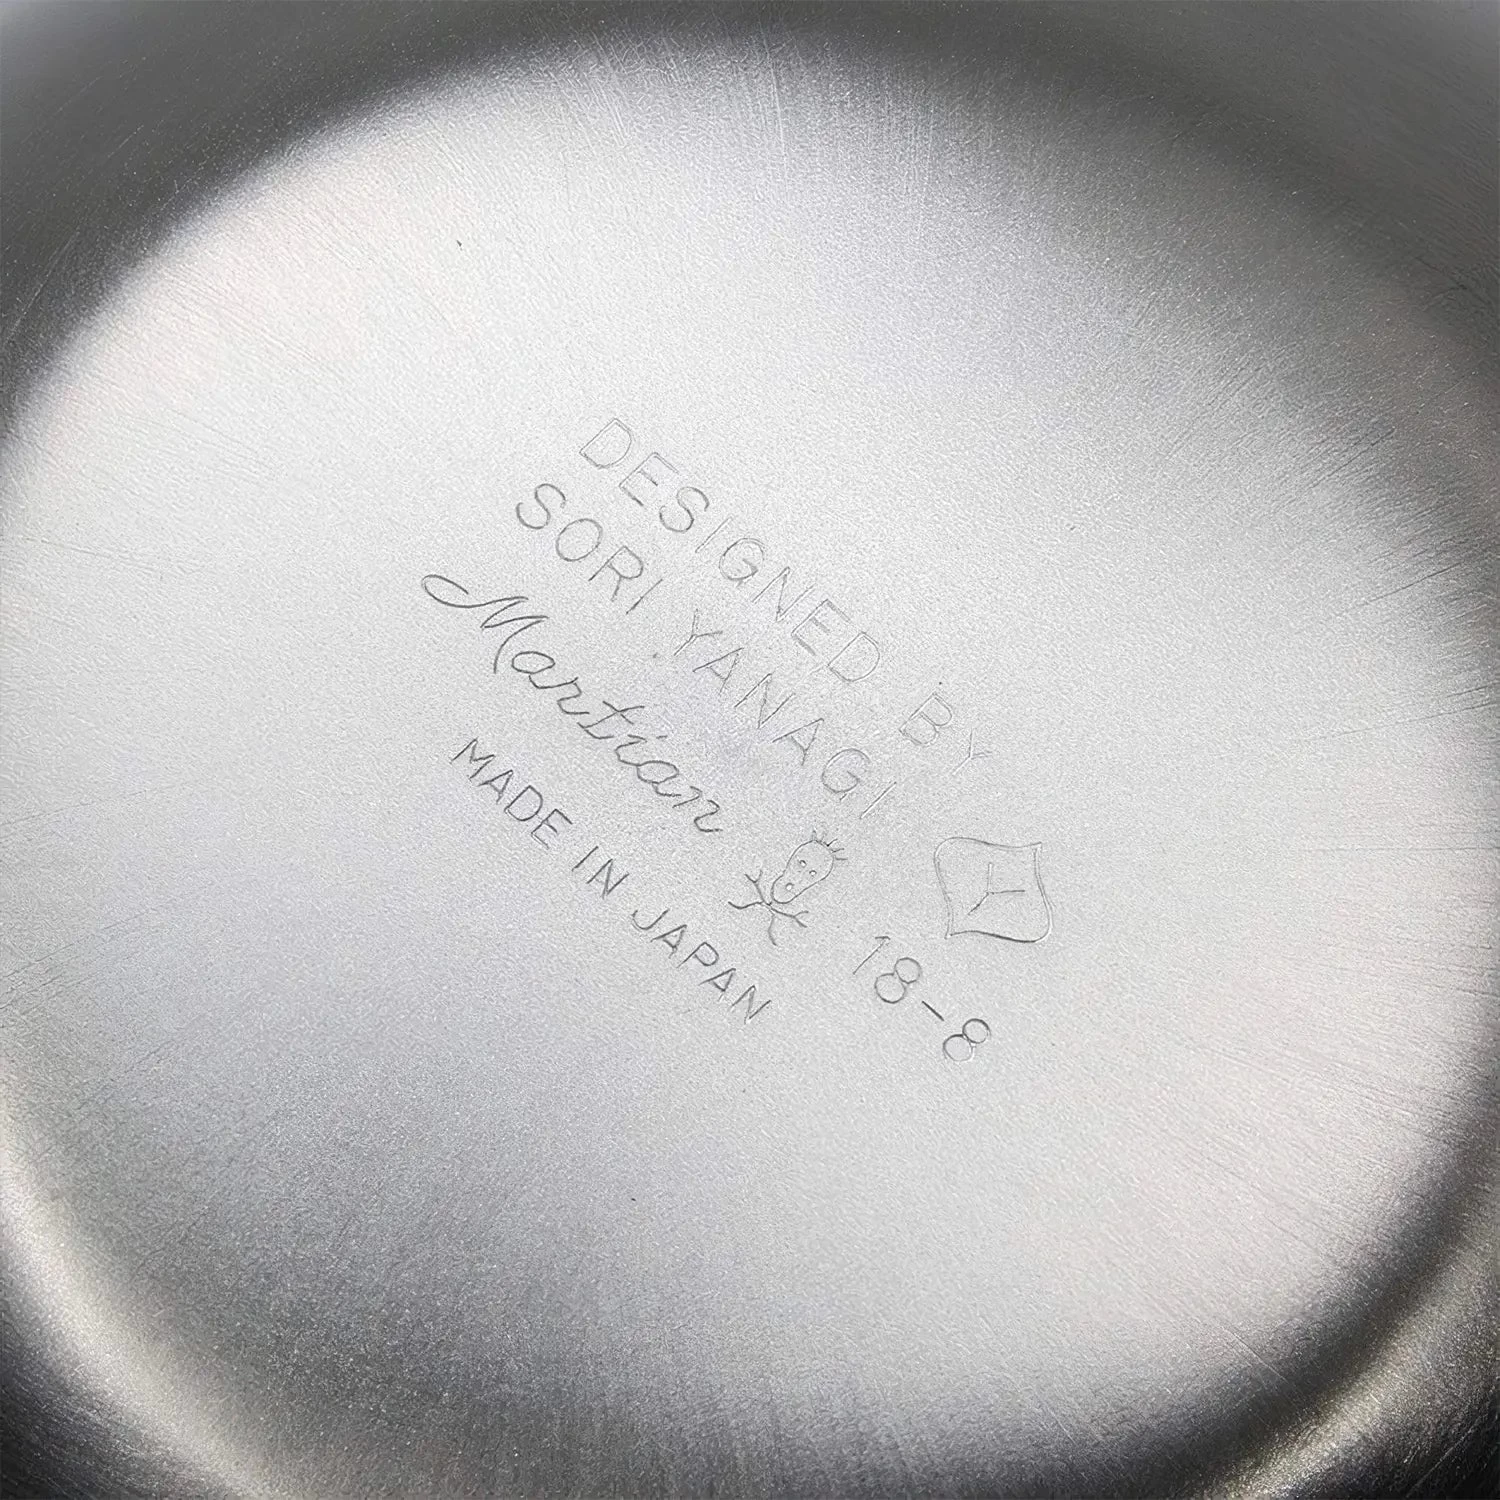 DESIGNED BY
SORI YANAGI
Martian
MADE IN JAPAN
18-8